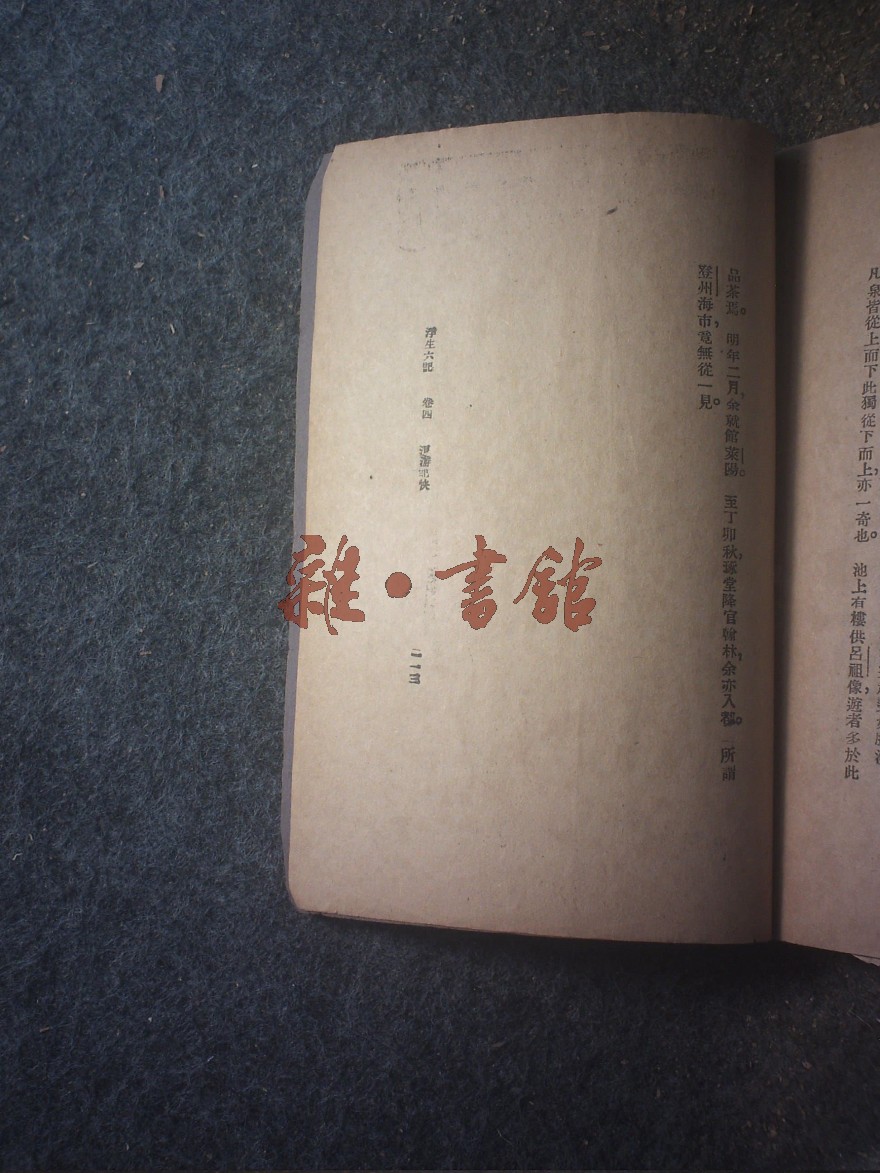 凡泉皆從上而下此獨從下而上,亦一奇也。 池上有樓供呂祖像,遊者多於此
品茶焉。 明年二月,余就館萊陽。 至丁卯秋,琢堂降官翰林,余亦入都。 所謂
登州海市,竟無從一見。
浮生六記 卷四 浪遊記快
一一三
雜·書館